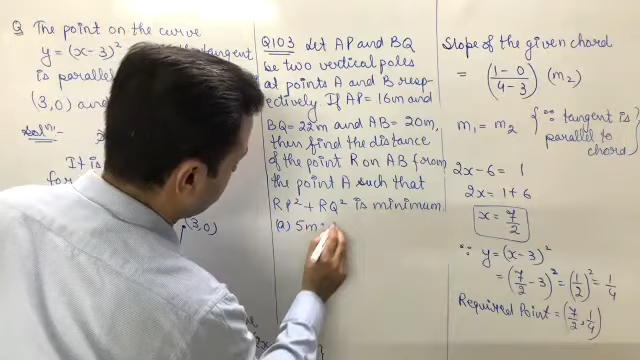 Q The point on the curve
y = (x-3)² the tangent
is parallel
(3,0) and
Solⁿ:
It is
for
(3,0)
Q103 Let AP and BQ
be two vertical poles
at points A and B resp-
ectively. If AP = 16m and
BQ = 22m and AB = 20m,
then find the distance
of the point R on AB from
the point A such that
RP² + RQ² is minimum
(a) 5m
Slope of the given chord
= (1-0 / 4-3) (m₂)
m₁ = m₂ {∵ tangent is parallel to chord}
2x - 6 = 1
2x = 1 + 6
x = 7/2
∵ y = (x-3)²
= (7/2 - 3)² = (1/2)² = 1/4
Required Point = (7/2, 1/4)